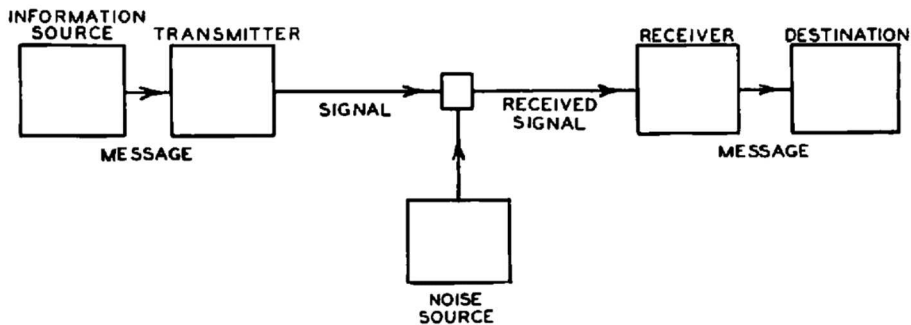 INFORMATION
SOURCE
TRANSMITTER
RECEIVER
DESTINATION
SIGNAL
RECEIVED
SIGNAL
MESSAGE
MESSAGE
NOISE
SOURCE